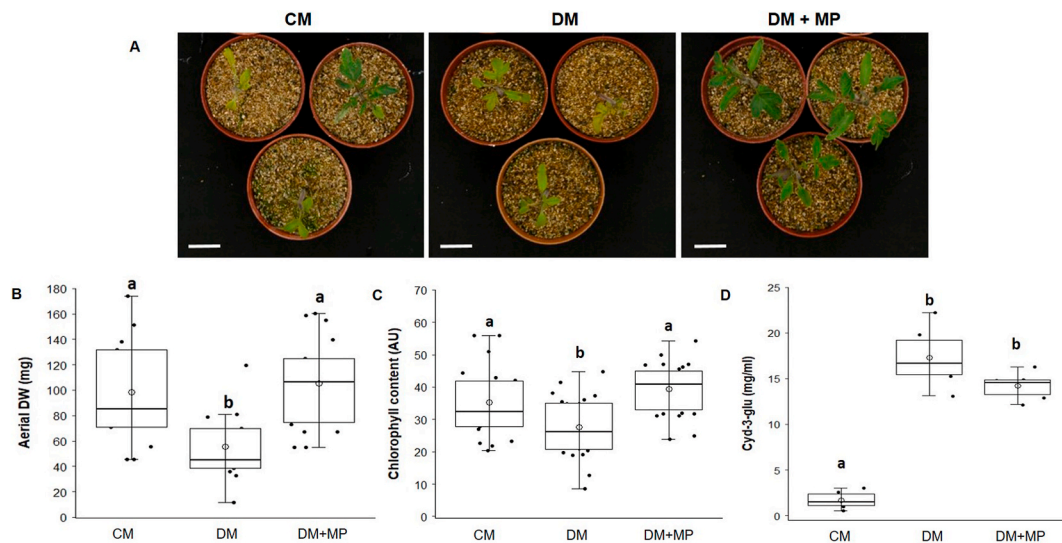 CM DM DM + MP
A
B
Aerial DW (mg)
180
160
140
120
100
80
60
40
20
0
a
b
a
CM DM DM+MP
C
Chlorophyll content (AU)
70
60
50
40
30
20
10
0
a
b
a
CM DM DM+MP
D
Cyd-3-glu (mg/ml)
25
20
15
10
5
0
a
b
b
CM DM DM+MP